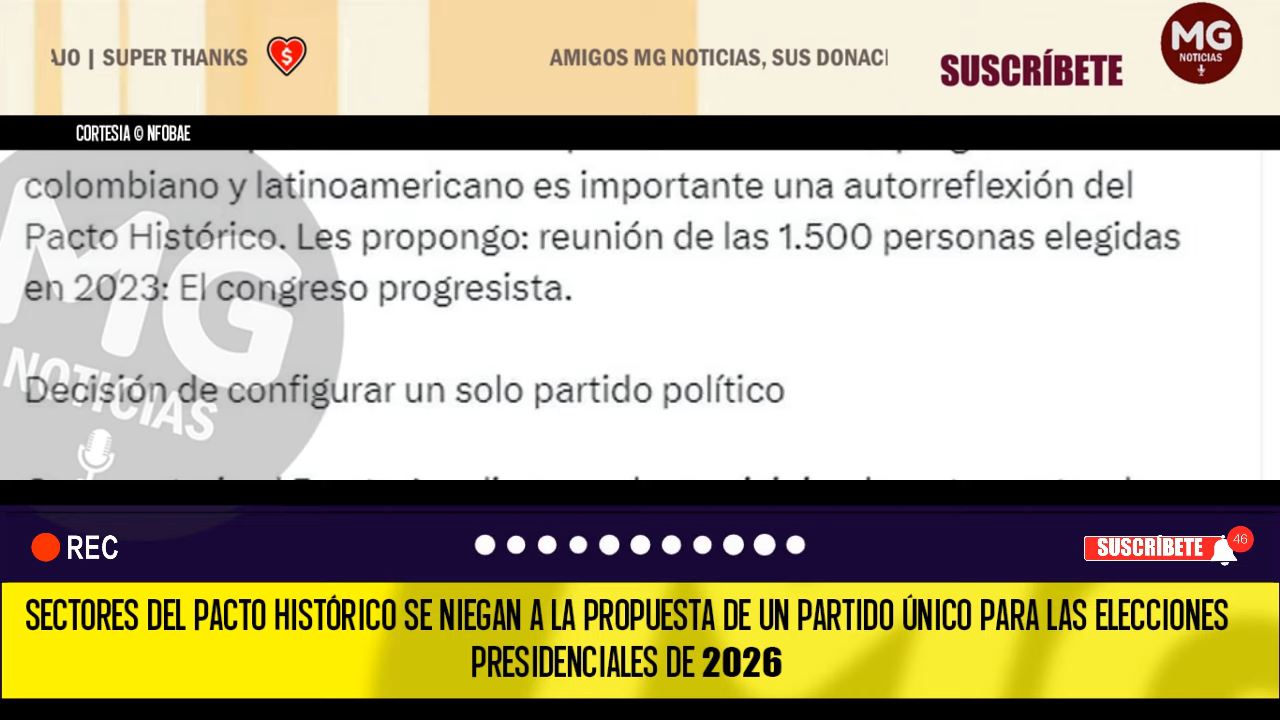 AJO | SUPER THANKS
AMIGOS MG NOTICIAS, SUS DONACI
SUSCRÍBETE
MG
NOTICIAS
CORTESIA © NFOBAE
colombiano y latinoamericano es importante una autorreflexión del
Pacto Histórico. Les propongo: reunión de las 1.500 personas elegidas
en 2023: El congreso progresista.
Decisión de configurar un solo partido político
MG
NOTICIAS
REC
SUSCRÍBETE
46
SECTORES DEL PACTO HISTÓRICO SE NIEGAN A LA PROPUESTA DE UN PARTIDO ÚNICO PARA LAS ELECCIONES
PRESIDENCIALES DE 2026